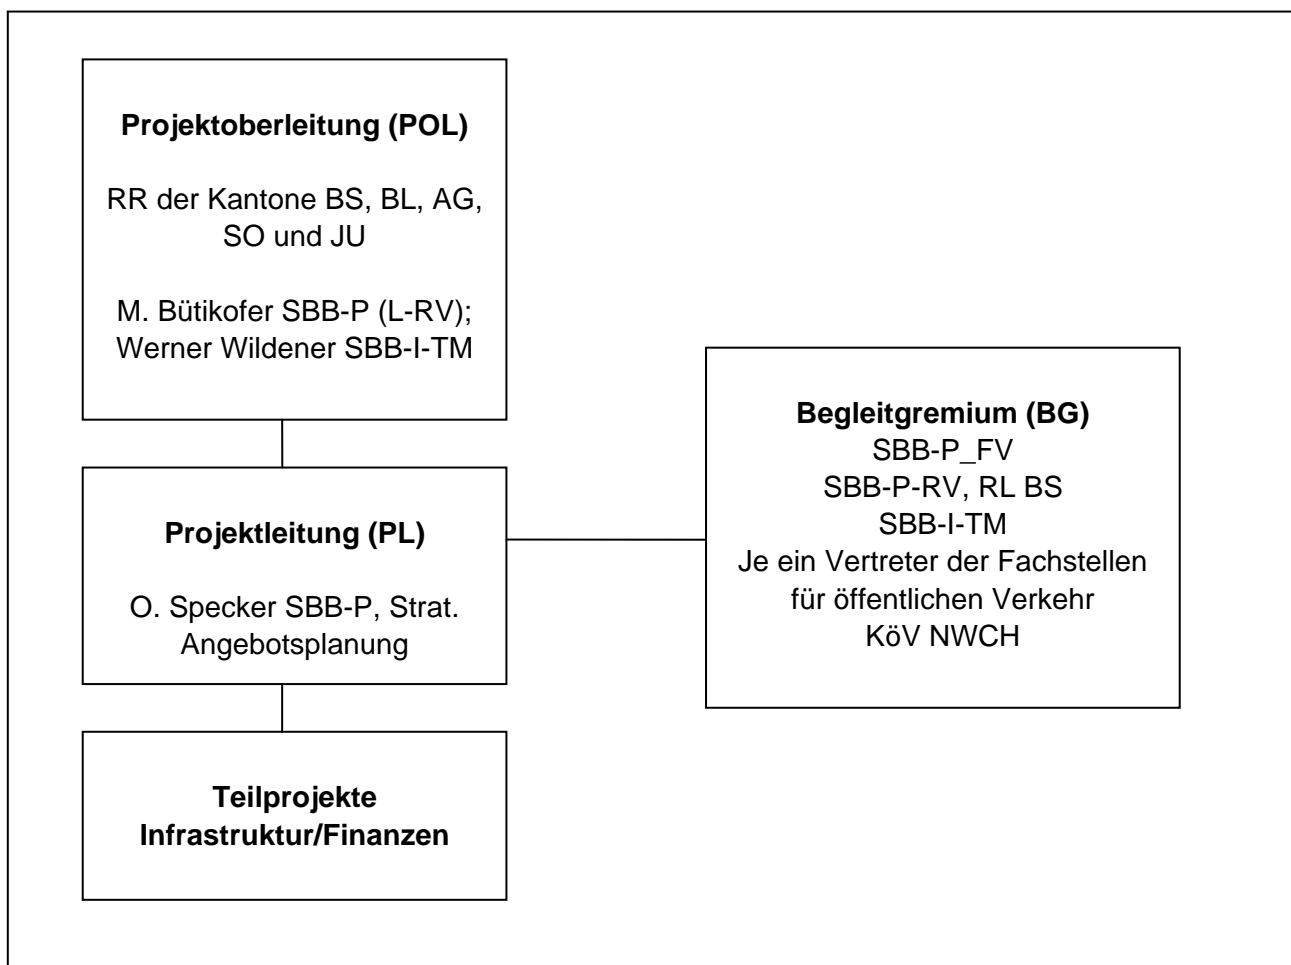 Projektoberleitung (POL)
RR der Kantone BS, BL, AG,
SO und JU
M. Bütikofer SBB-P (L-RV);
Werner Wildener SBB-I-TM
Projektleitung (PL)
O. Specker SBB-P, Strat.
Angebotsplanung
Teilprojekte
Infrastruktur/Finanzen
Begleitgremium (BG)
SBB-P_FV
SBB-P-RV, RL BS
SBB-I-TM
Je ein Vertreter der Fachstellen
für öffentlichen Verkehr
KöV NWCH